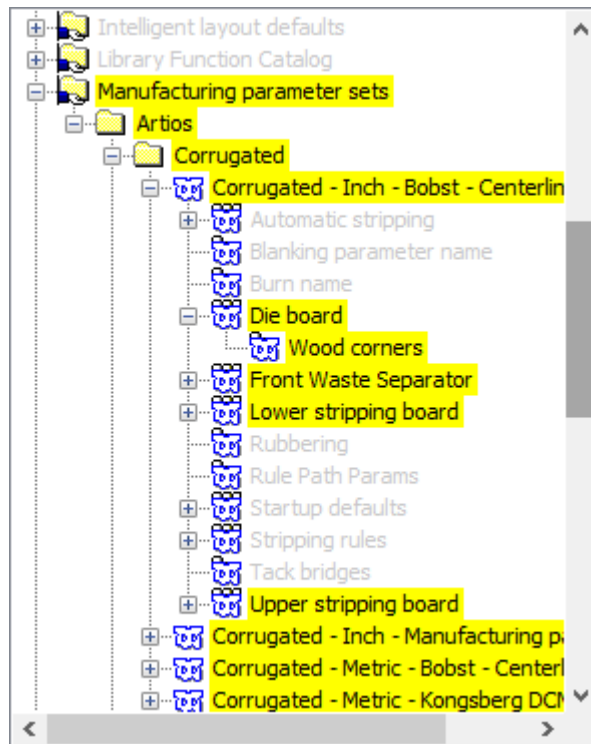 Intelligent layout defaults
Library Function Catalog
Manufacturing parameter sets
Artios
Corrugated
Corrugated - Inch - Bobst - Centerlin
Automatic stripping
Blanking parameter name
Burn name
Die board
Wood corners
Front Waste Separator
Lower stripping board
Rubbering
Rule Path Params
Startup defaults
Stripping rules
Tack bridges
Upper stripping board
Corrugated - Inch - Manufacturing pa
Corrugated - Metric - Bobst - Centerl
Corrugated - Metric - Kongsberg DCM